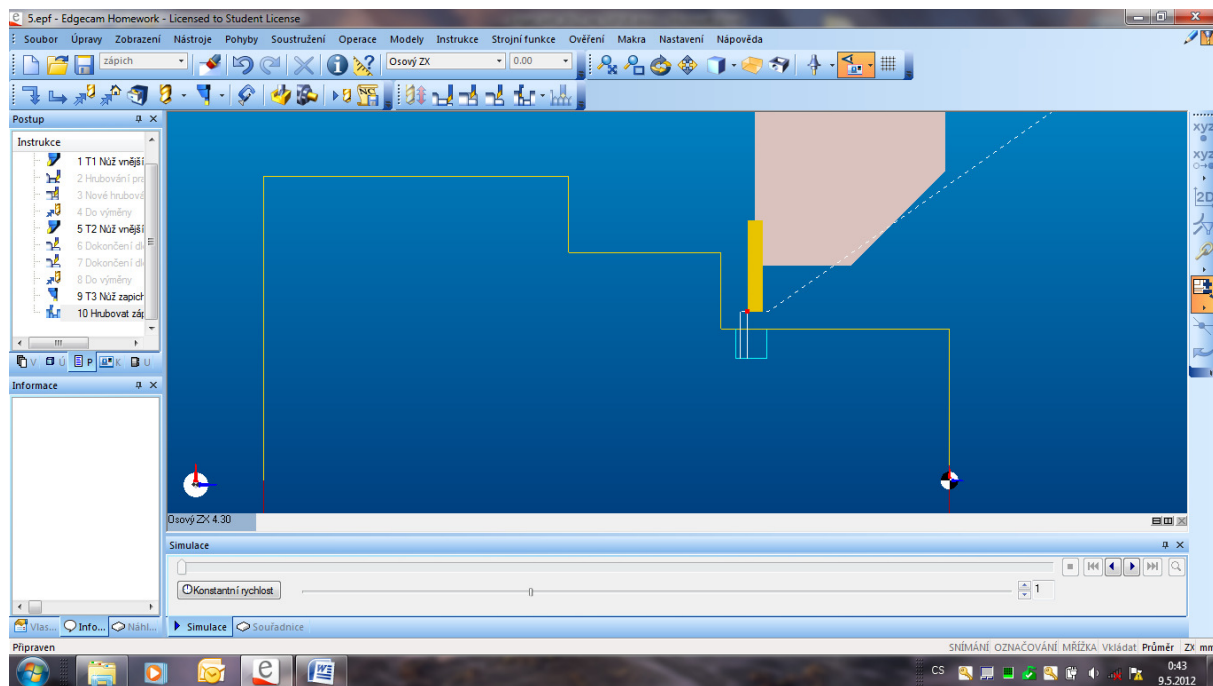 5.epf - Edgecam Homework - Licensed to Student License
Soubor Úpravy Zobrazení Nástroje Pohyby Soustružení Operace Modely Instrukce Strojní funkce Ověření Makra Nastavení Nápověda
zápich Osový ZX 0.00
Postup
Instrukce
1 T1 Nůž vnější
2 Hrubování pro
3 Nové hrubová
4 Do výměny
5 T2 Nůž vnější
6 Dokončení dl
7 Dokončení dl
8 Do výměny
9 T3 Nůž zapich
10 Hrubovat záp
V Ú P K U
Informace
xyz
xyz
2D
Osový ZX 4.30
Simulace
Konstantní rychlost 1
Vlas... Info... Náhl... Simulace Souřadnice
Připraven SNÍMÁNÍ OZNAČOVÁNÍ MŘÍŽKA Vkládat Průměr ZX mm
CS 0:43
9.5.2012